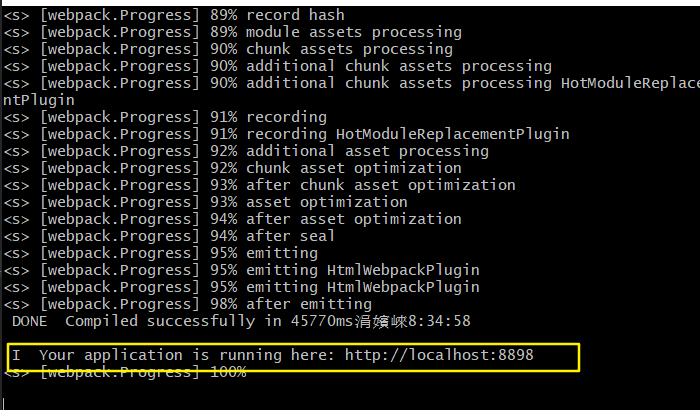 <s> [webpack.Progress] 89% record hash
<s> [webpack.Progress] 89% module assets processing
<s> [webpack.Progress] 90% chunk assets processing
<s> [webpack.Progress] 90% additional chunk assets processing
<s> [webpack.Progress] 90% additional chunk assets processing HotModuleReplaceme
ntPlugin
<s> [webpack.Progress] 91% recording
<s> [webpack.Progress] 91% recording HotModuleReplacementPlugin
<s> [webpack.Progress] 92% additional asset processing
<s> [webpack.Progress] 92% chunk asset optimization
<s> [webpack.Progress] 93% after chunk asset optimization
<s> [webpack.Progress] 93% asset optimization
<s> [webpack.Progress] 94% after asset optimization
<s> [webpack.Progress] 94% after seal
<s> [webpack.Progress] 95% emitting
<s> [webpack.Progress] 95% emitting HtmlWebpackPlugin
<s> [webpack.Progress] 95% emitting HtmlWebpackPlugin
<s> [webpack.Progress] 98% after emitting
DONE  Compiled successfully in 45770ms涓嬪崍8:34:58
I  Your application is running here: http://localhost:8898
<s> [webpack.Progress] 100%